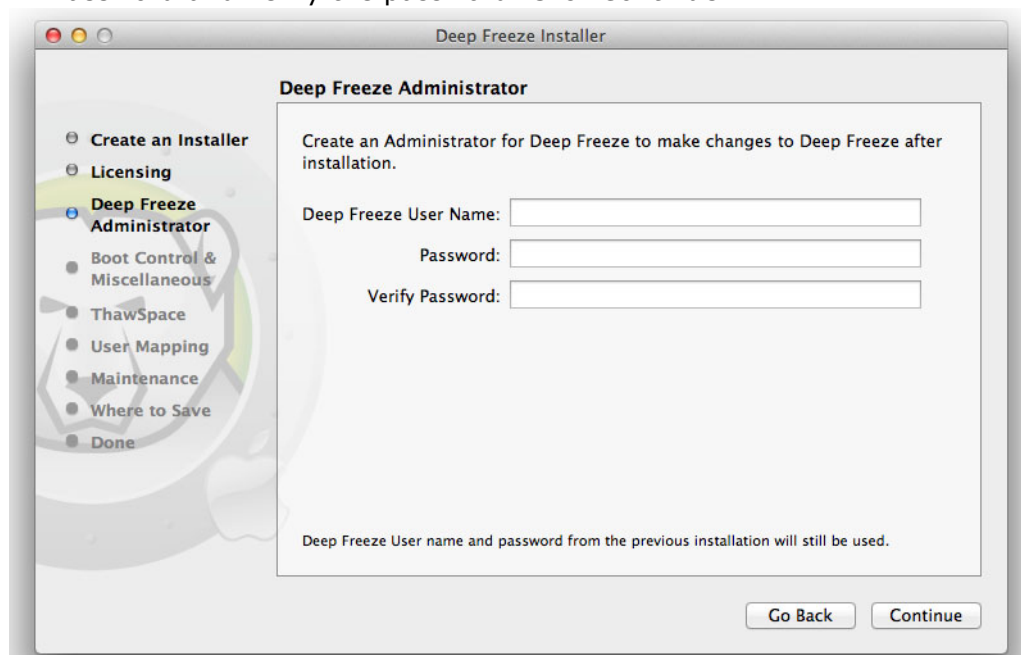 Deep Freeze Installer
Deep Freeze Administrator
Create an Installer
Licensing
Deep Freeze
Administrator
Boot Control &
Miscellaneous
ThawSpace
User Mapping
Maintenance
Where to Save
Done
Create an Administrator for Deep Freeze to make changes to Deep Freeze after
installation.
Deep Freeze User Name:
Password:
Verify Password:
Deep Freeze User name and password from the previous installation will still be used.
Go Back
Continue